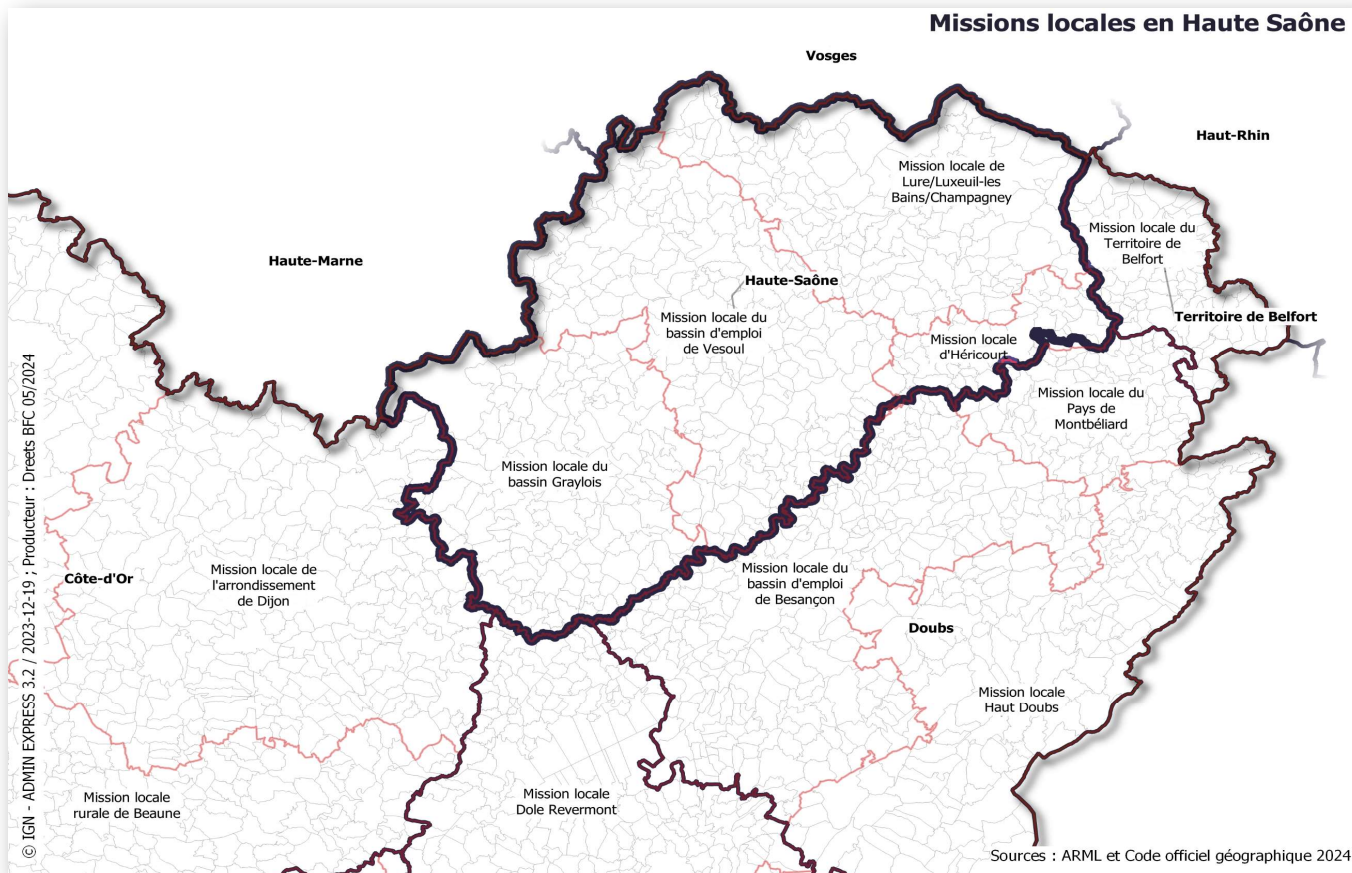 Missions locales en Haute Saône
Vosges
Haut-Rhin
Mission locale de
Lure/Luxeuil-les
Bains/Champagney
Mission locale du
Territoire de
Belfort
Haute-Marne
Haute-Saône
Mission locale du
bassin d'emploi
de Vesoul
Territoire de Belfort
Mission locale
d'Héricourt
Mission locale du
Pays de
Montbéliard
Mission locale du
bassin Graylois
Côte-d'Or
Mission locale de
l'arrondissement
de Dijon
Mission locale du
bassin d'emploi
de Besançon
Doubs
Mission locale
Haut Doubs
Mission locale
rurale de Beaune
Mission locale
Dole Revermont
© IGN - ADMIN EXPRESS 3.2 / 2023-12-19 ; Producteur : Dreets BFC 05/2024
Sources : ARML et Code officiel géographique 2024